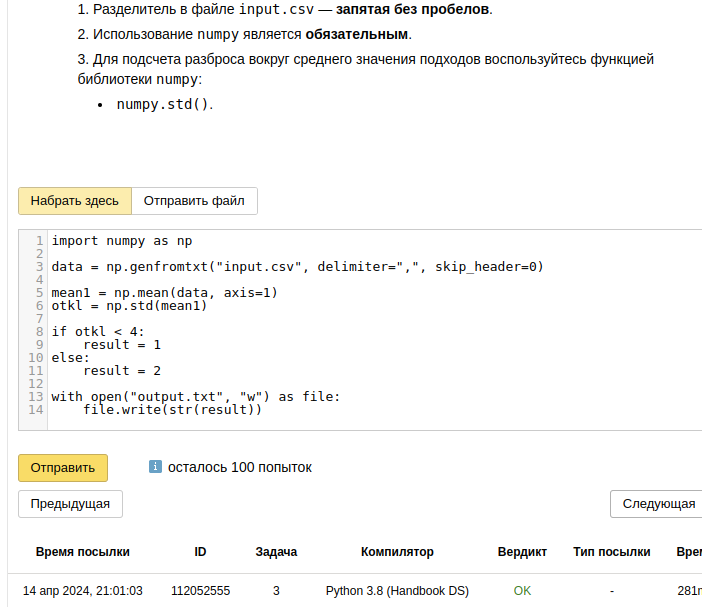 1. Разделитель в файле input.csv — запятая без пробелов.
2. Использование numpy является обязательным.
3. Для подсчета разброса вокруг среднего значения подходов воспользуйтесь функцией
библиотеки numpy:
• numpy.std().
Набрать здесь Отправить файл
1 import numpy as np
2
3 data = np.genfromtxt("input.csv", delimiter=",", skip_header=0)
4
5 mean1 = np.mean(data, axis=1)
6 otkl = np.std(mean1)
7
8 if otkl < 4:
9     result = 1
10 else:
11     result = 2
12
13 with open("output.txt", "w") as file:
14     file.write(str(result))
Отправить i осталось 100 попыток
Предыдущая Следующая
Время посылки ID Задача Компилятор Вердикт Тип посылки
14 апр 2024, 21:01:03 112052555 3 Python 3.8 (Handbook DS) OK -